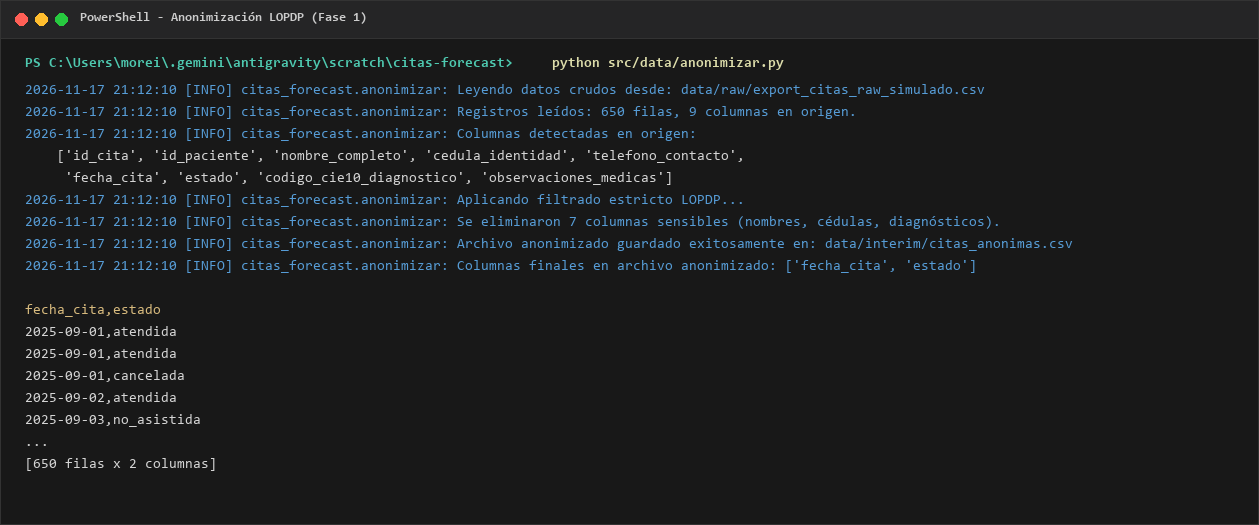 PowerShell - Anonimización LOPDP (Fase 1)
PS C:\Users\morei\.gemini\antigravity\scratch\citas-forecast> python src/data/anonimizar.py
2026-11-17 21:12:10 [INFO] citas_forecast.anonimizar: Leyendo datos crudos desde: data/raw/export_citas_raw_simulado.csv
2026-11-17 21:12:10 [INFO] citas_forecast.anonimizar: Registros leídos: 650 filas, 9 columnas en origen.
2026-11-17 21:12:10 [INFO] citas_forecast.anonimizar: Columnas detectadas en origen:
['id_cita', 'id_paciente', 'nombre_completo', 'cedula_identidad', 'telefono_contacto',
'fecha_cita', 'estado', 'codigo_cie10_diagnostico', 'observaciones_medicas']
2026-11-17 21:12:10 [INFO] citas_forecast.anonimizar: Aplicando filtrado estricto LOPDP...
2026-11-17 21:12:10 [INFO] citas_forecast.anonimizar: Se eliminaron 7 columnas sensibles (nombres, cédulas, diagnósticos).
2026-11-17 21:12:10 [INFO] citas_forecast.anonimizar: Archivo anonimizado guardado exitosamente en: data/interim/citas_anonimas.csv
2026-11-17 21:12:10 [INFO] citas_forecast.anonimizar: Columnas finales en archivo anonimizado: ['fecha_cita', 'estado']
fecha_cita,estado
2025-09-01,atendida
2025-09-01,atendida
2025-09-01,cancelada
2025-09-02,atendida
2025-09-03,no_asistida
...
[650 filas x 2 columnas]